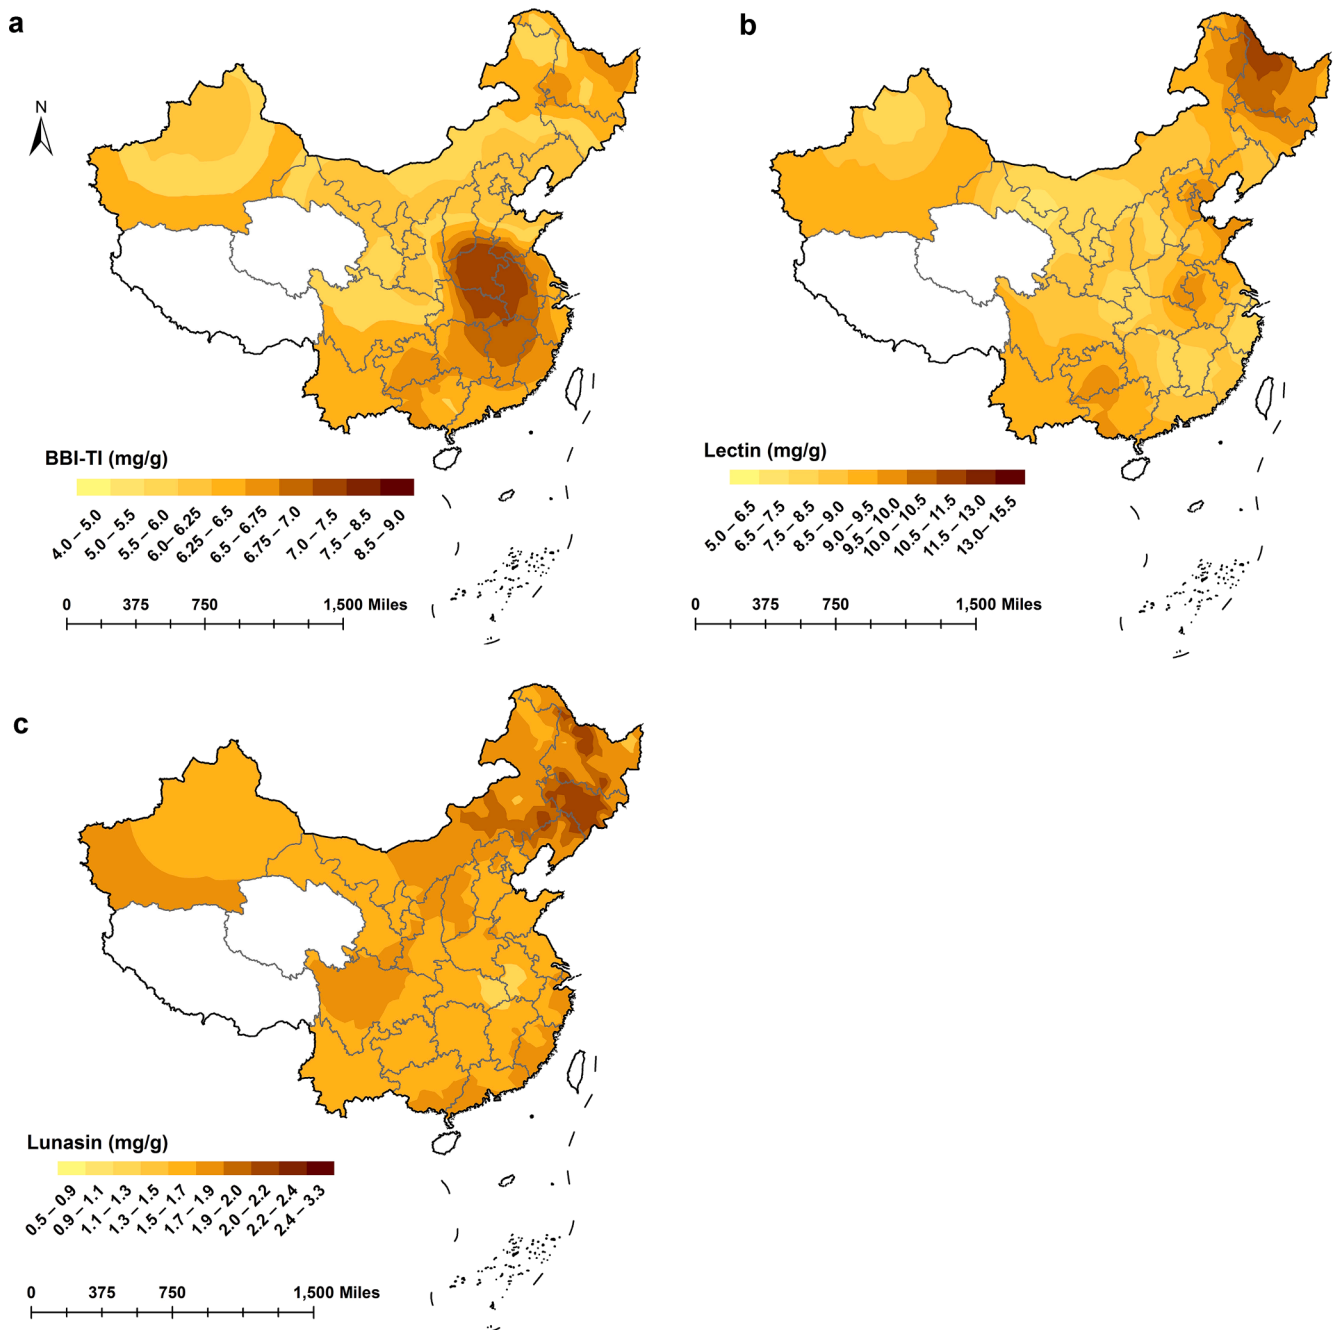 a
N
BBI-TI (mg/g)
4.0 – 5.0
5.0 – 5.5
5.5 – 6.0
6.0 – 6.25
6.25 – 6.5
6.5 – 6.75
6.75 – 7.0
7.0 – 7.5
7.5 – 8.5
8.5 – 9.0
0 375 750 1,500 Miles
b
Lectin (mg/g)
5.0 – 6.5
6.5 – 7.5
7.5 – 8.5
8.5 – 9.0
9.0 – 9.5
9.5 – 10.0
10.0 – 10.5
10.5 – 11.5
11.5 – 13.0
13.0–15.5
0 375 750 1,500 Miles
c
Lunasin (mg/g)
0.5 – 0.9
0.9 – 1.1
1.1 – 1.3
1.3 – 1.5
1.5 – 1.7
1.7 – 1.9
1.9 – 2.0
2.0 – 2.2
2.2 – 2.4
2.4 – 3.3
0 375 750 1,500 Miles